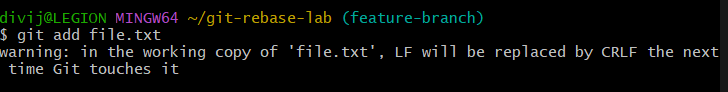 divij@LEGION MINGW64 ~/git-rebase-lab (feature-branch)
$ git add file.txt
warning: in the working copy of 'file.txt', LF will be replaced by CRLF the next
 time Git touches it